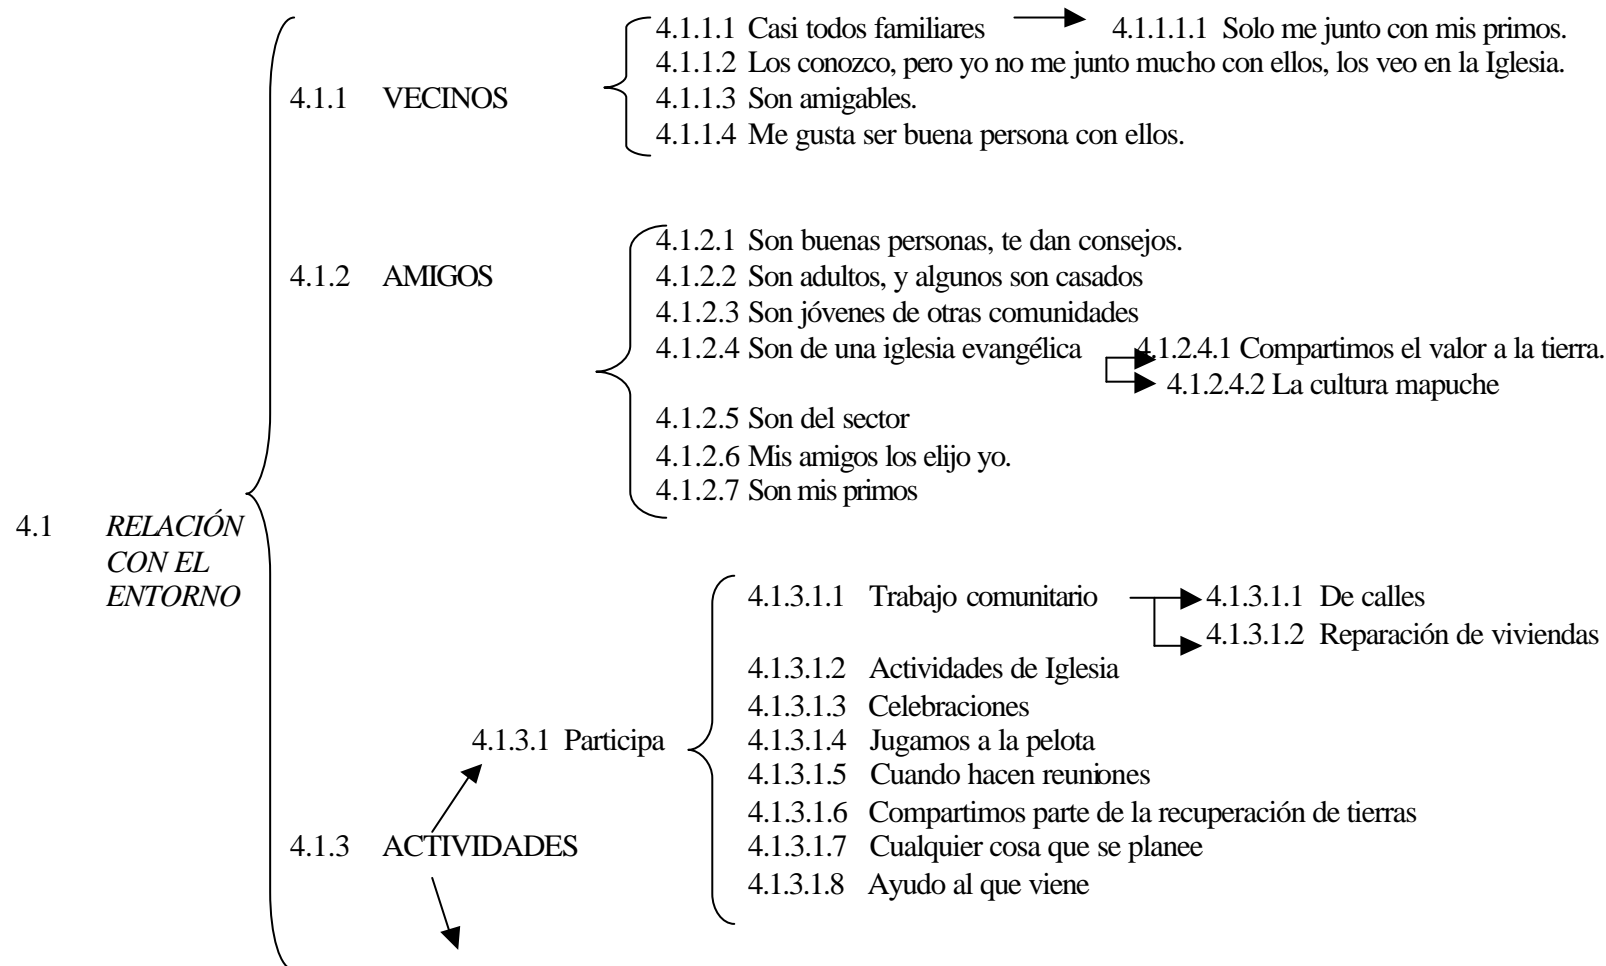 4.1 RELACIÓN
CON EL
ENTORNO
4.1.1 VECINOS
4.1.1.1 Casi todos familiares
4.1.1.1.1 Solo me junto con mis primos.
4.1.1.2 Los conozco, pero yo no me junto mucho con ellos, los veo en la Iglesia.
4.1.1.3 Son amigables.
4.1.1.4 Me gusta ser buena persona con ellos.
4.1.2 AMIGOS
4.1.2.1 Son buenas personas, te dan consejos.
4.1.2.2 Son adultos, y algunos son casados
4.1.2.3 Son jóvenes de otras comunidades
4.1.2.4 Son de una iglesia evangélica
4.1.2.4.1 Compartimos el valor a la tierra.
4.1.2.4.2 La cultura mapuche
4.1.2.5 Son del sector
4.1.2.6 Mis amigos los elijo yo.
4.1.2.7 Son mis primos
4.1.3 ACTIVIDADES
4.1.3.1 Participa
4.1.3.1.1 Trabajo comunitario
4.1.3.1.1 De calles
4.1.3.1.2 Reparación de viviendas
4.1.3.1.2 Actividades de Iglesia
4.1.3.1.3 Celebraciones
4.1.3.1.4 Jugamos a la pelota
4.1.3.1.5 Cuando hacen reuniones
4.1.3.1.6 Compartimos parte de la recuperación de tierras
4.1.3.1.7 Cualquier cosa que se planee
4.1.3.1.8 Ayudo al que viene